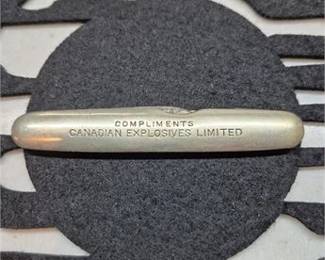 COMPLIMENTS
CANADIAN EXPLOSIVES LIMITED